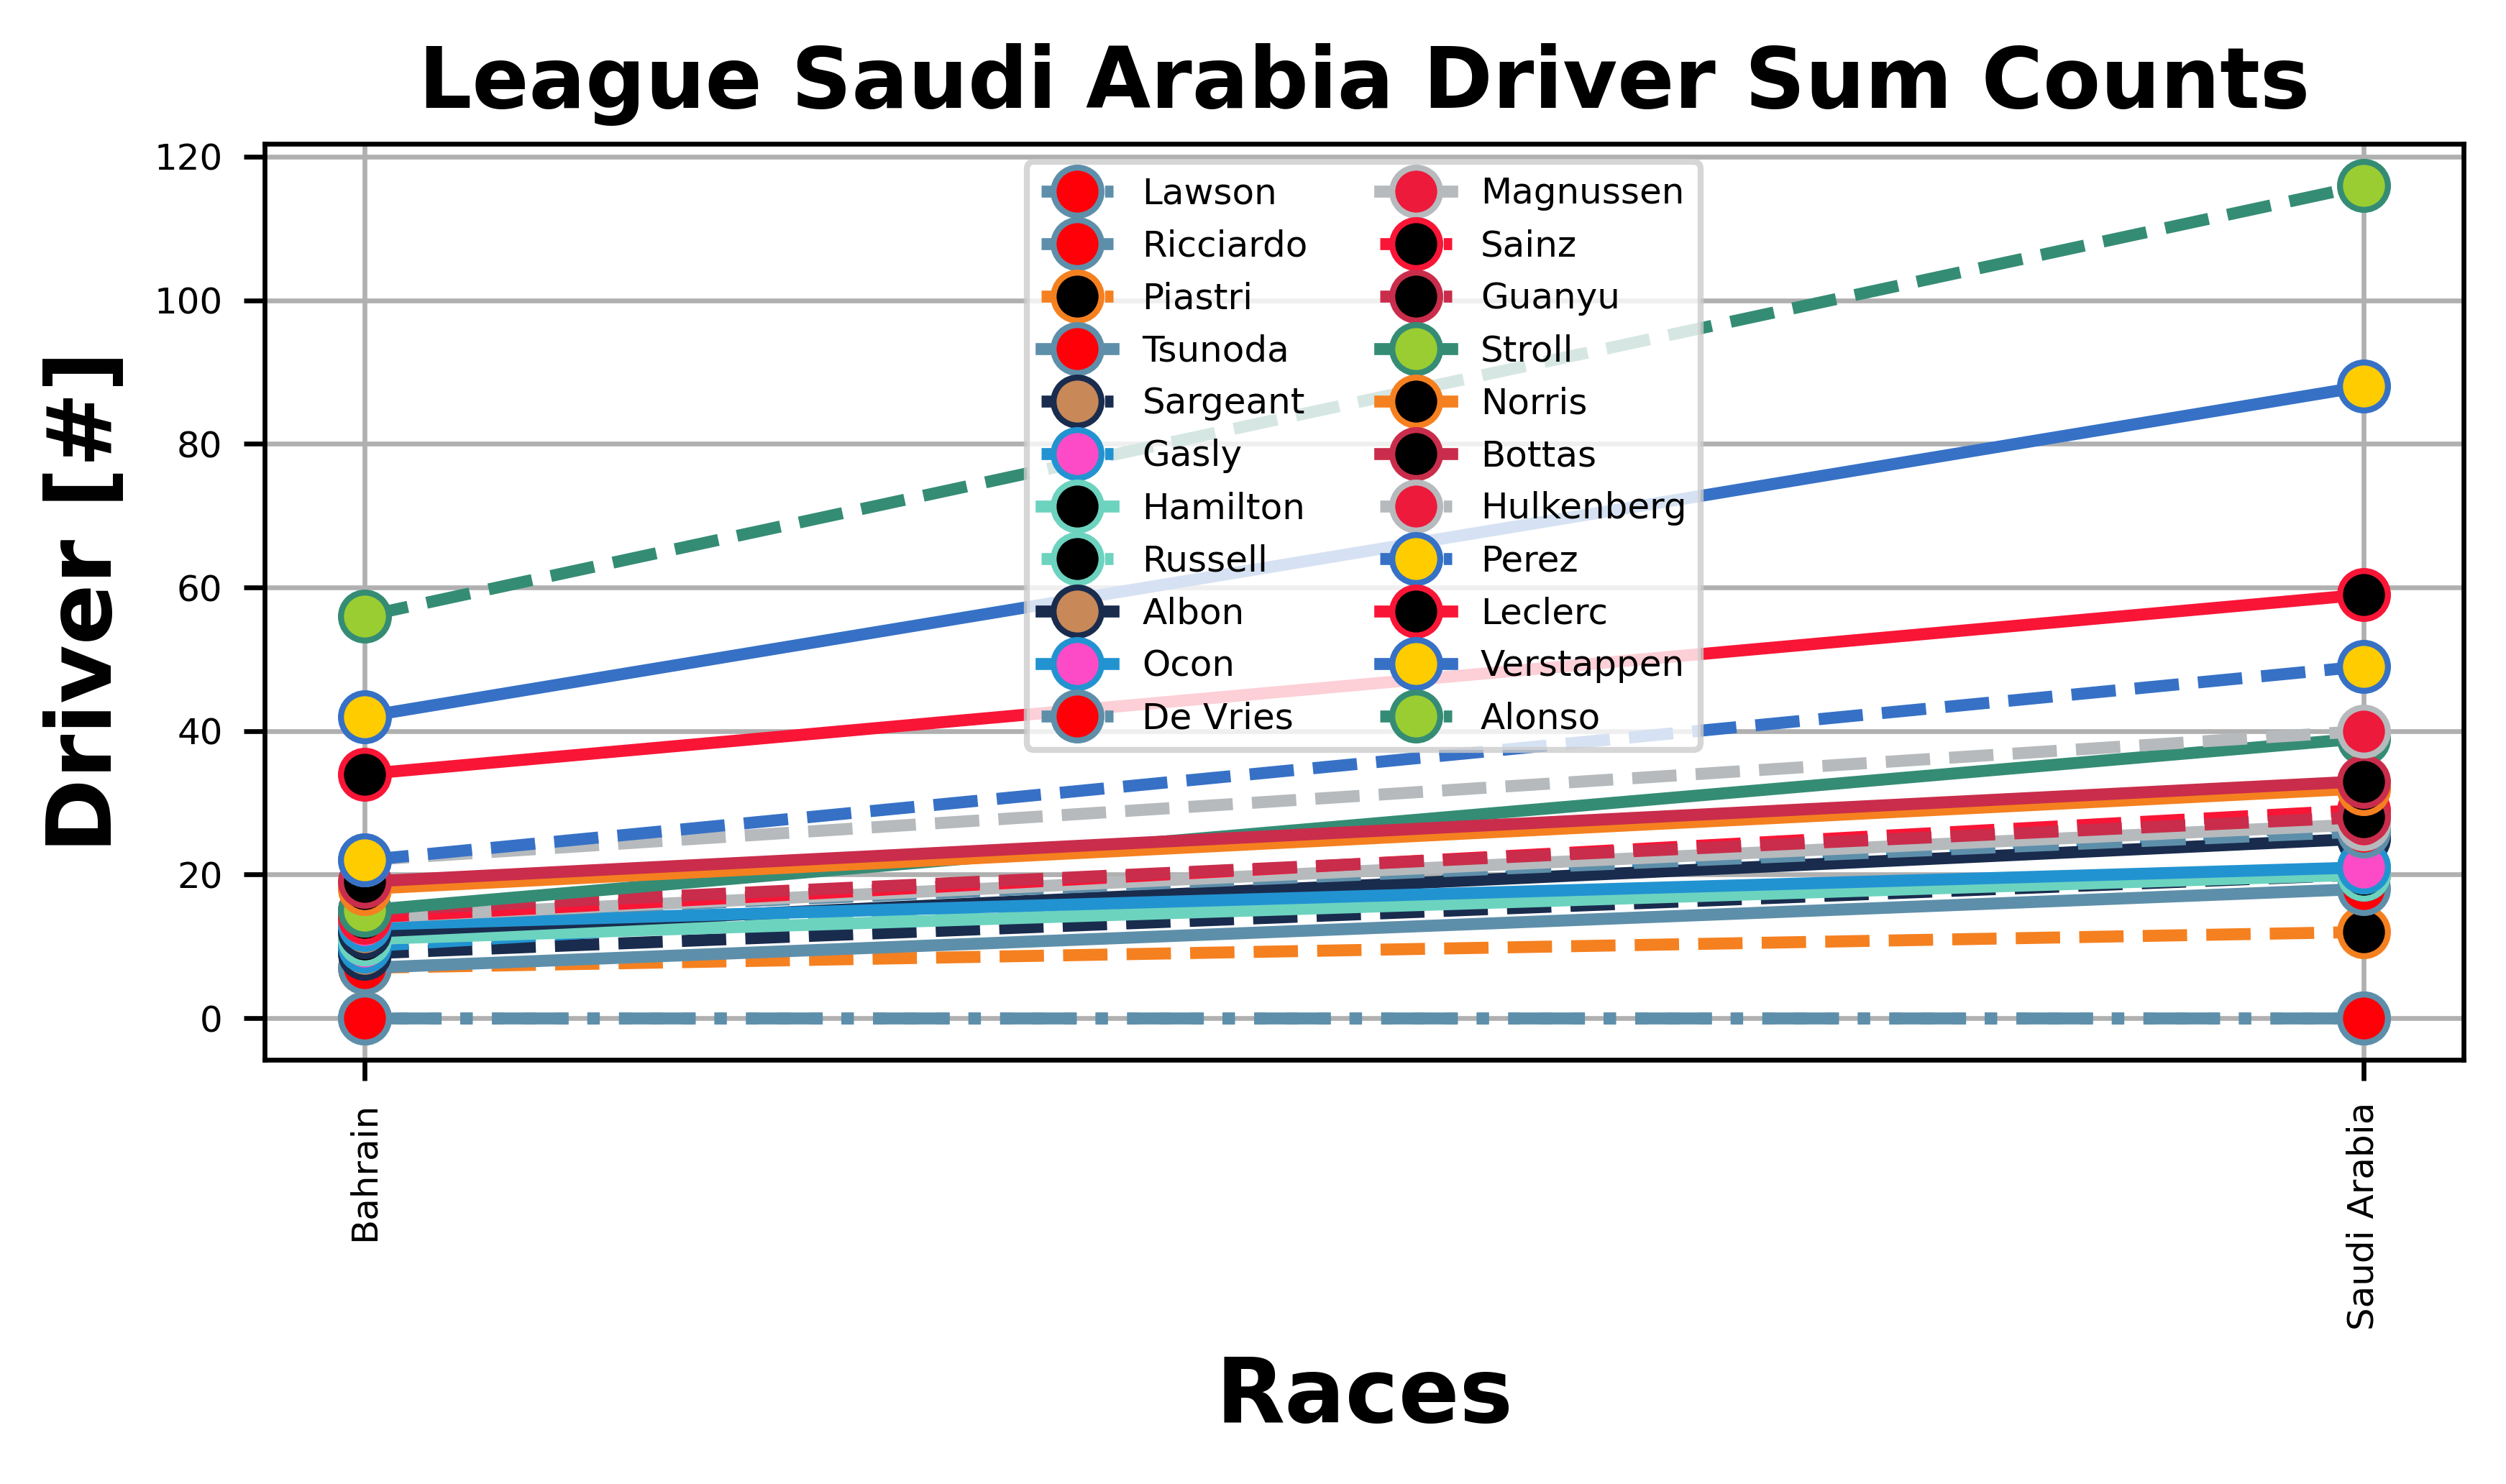 League Saudi Arabia Driver Sum Counts
Driver [#]
120
100
80
60
40
20
0
Lawson
Ricciardo
Piastri
Tsunoda
Sargeant
Gasly
Hamilton
Russell
Albon
Ocon
De Vries
Magnussen
Sainz
Guanyu
Stroll
Norris
Bottas
Hulkenberg
Perez
Leclerc
Verstappen
Alonso
Bahrain
Saudi Arabia
Races